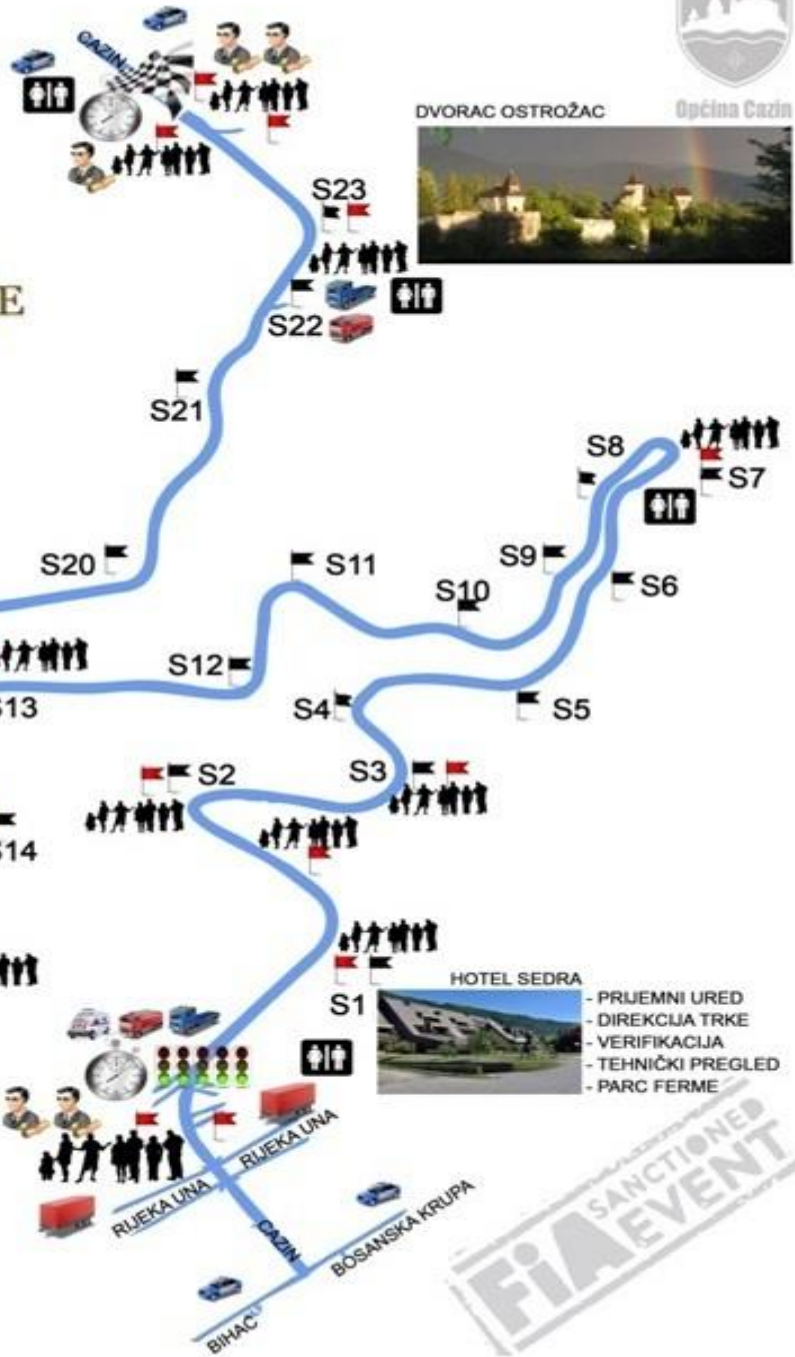 CAZIN
Općina Cazin
DVORAC OSTROŽAC
S23
E
S22
S21
S8
S7
S20
S11
S9
S6
S10
S12
S13
S4
S5
S2
S3
S14
HOTEL SEDRA
S1
- PRIJEMNI URED
- DIREKCIJA TRKE
- VERIFIKACIJA
- TEHNIČKI PREGLED
- PARC FERME
RIJEKA UNA
RIJEKA UNA
CAZIN
BOSANSKA KRUPA
BIHAĆ
FiA SANCTIONED
EVENT